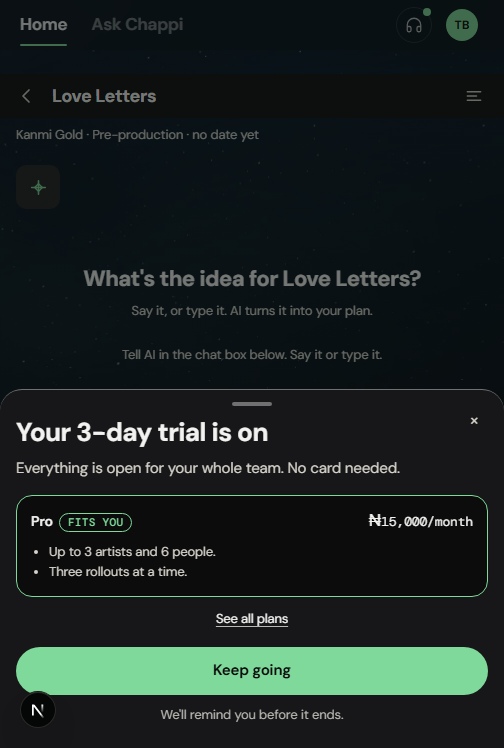 Home Ask Chappi TB
Love Letters
Kanmi Gold · Pre-production · no date yet
What's the idea for Love Letters?
Say it, or type it. AI turns it into your plan.
Tell AI in the chat box below. Say it or type it.
Your 3-day trial is on ×
Everything is open for your whole team. No card needed.
Pro FITS YOU ₦15,000/month
• Up to 3 artists and 6 people.
• Three rollouts at a time.
See all plans
Keep going
N
We'll remind you before it ends.